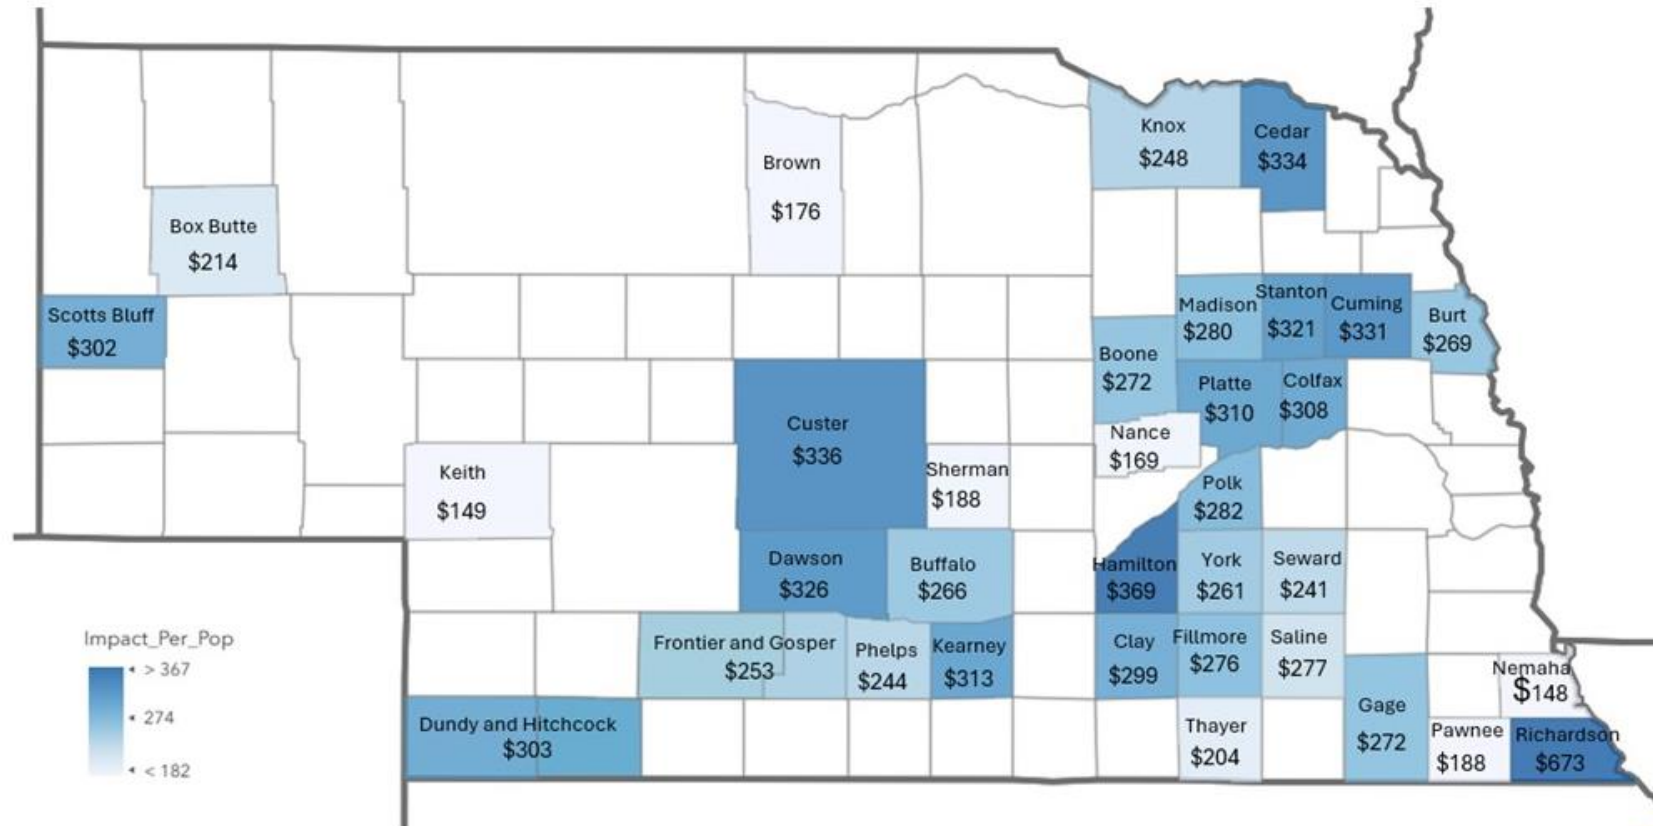 Knox
$248
Cedar
$334
Brown
$176
Box Butte
$214
Scotts Bluff
$302
Madison
$280
Stanton
$321
Cuming
$331
Burt
$269
Boone
$272
Platte
$310
Colfax
$308
Custer
$336
Nance
$169
Keith
$149
Sherman
$188
Polk
$282
Dawson
$326
Buffalo
$266
Hamilton
$369
York
$261
Seward
$241
Frontier and Gosper
$253
Phelps
$244
Kearney
$313
Clay
$299
Fillmore
$276
Saline
$277
Nemaha
$148
Gage
$272
Dundy and Hitchcock
$303
Thayer
$204
Pawnee
$188
Richardson
$673
Impact_Per_Pop
> 367
274
< 182